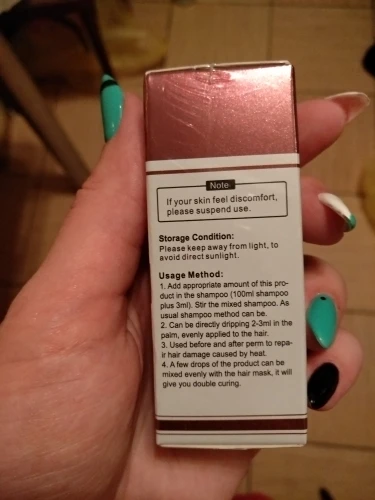 Note
If your skin feel discomfort,
please suspend use.
Storage Condition:
Please keep away from light, to
avoid direct sunlight.
Usage Method:
1. Add appropriate amount of this pro-
duct in the shampoo (100ml shampoo
plus 3ml). Stir the mixed shampoo. As
usual shampoo method can be.
2. Can be directly dripping 2-3ml in the
palm, evenly applied to the hair.
3. Used before and after perm to repa-
ir hair damage caused by heat.
4. A few drops of the product can be
mixed evenly with the hair mask, it will
give you double curing.